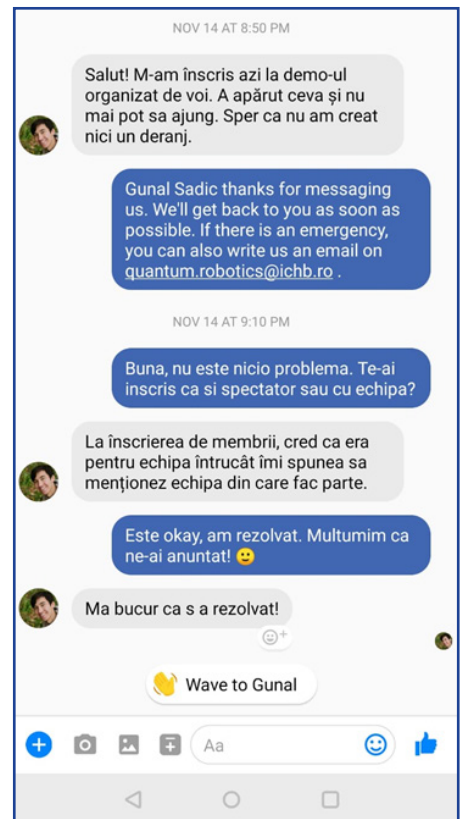 NOV 14 AT 8:50 PM
Salut! M-am înscris azi la demo-ul
organizat de voi. A apărut ceva și nu
mai pot sa ajung. Sper ca nu am creat
nici un deranj.
Gunal Sadic thanks for messaging
us. We'll get back to you as soon as
possible. If there is an emergency,
you can also write us an email on
quantum.robotics@ichb.ro .
NOV 14 AT 9:10 PM
Buna, nu este nicio problema. Te-ai
inscris ca si spectator sau cu echipa?
La înscrierea de membrii, cred ca era
pentru echipa întrucât îmi spunea sa
menționez echipa din care fac parte.
Este okay, am rezolvat. Multumim ca
ne-ai anuntat! 🙂
Ma bucur ca s a rezolvat!
👋 Wave to Gunal
Aa